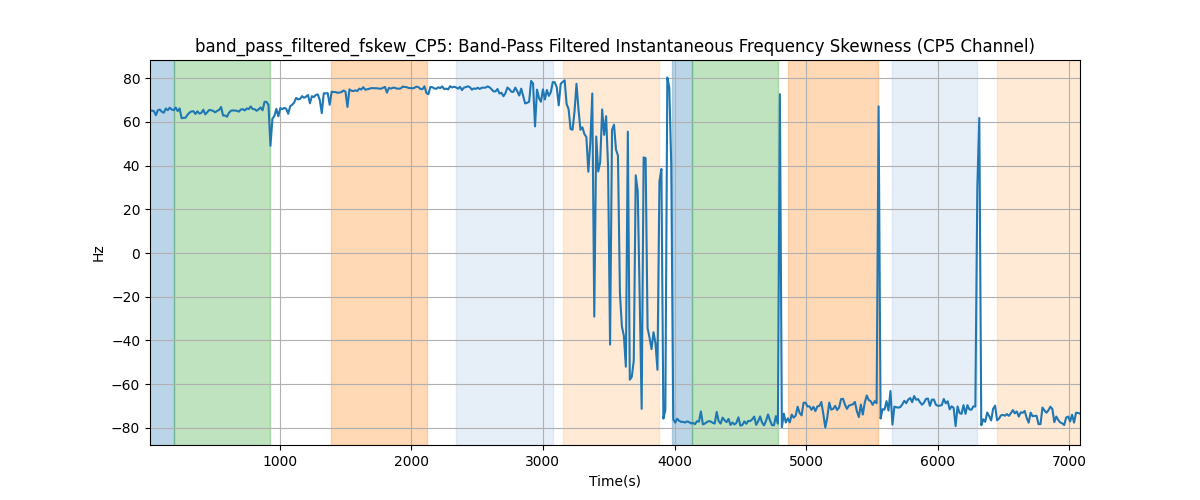 band_pass_filtered_fskew_CP5: Band-Pass Filtered Instantaneous Frequency Skewness (CP5 Channel)
80
60
40
20
0
−20
−40
−60
−80
Hz
1000 2000 3000 4000 5000 6000 7000
Time(s)